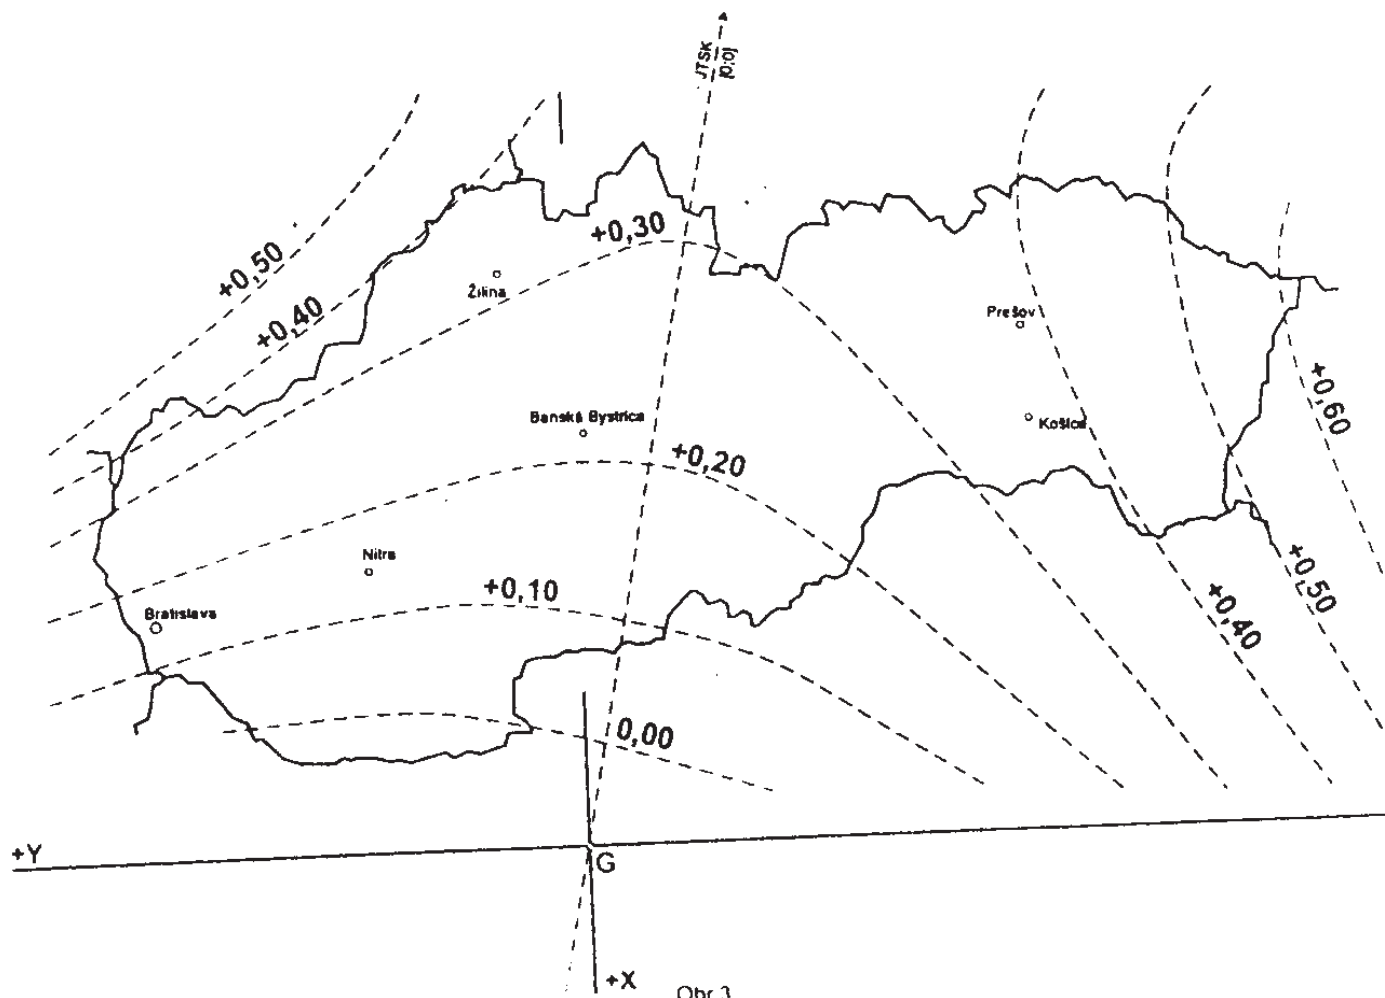 JTSK
[0;0]
+0,50
+0,40
+0,30
Žilina
Prešov
+0,60
Banská Bystrica
Košice
+0,20
Nitra
+0,10
+0,50
+0,40
Bratislava
0,00
+Y
G
+X
Obr.3